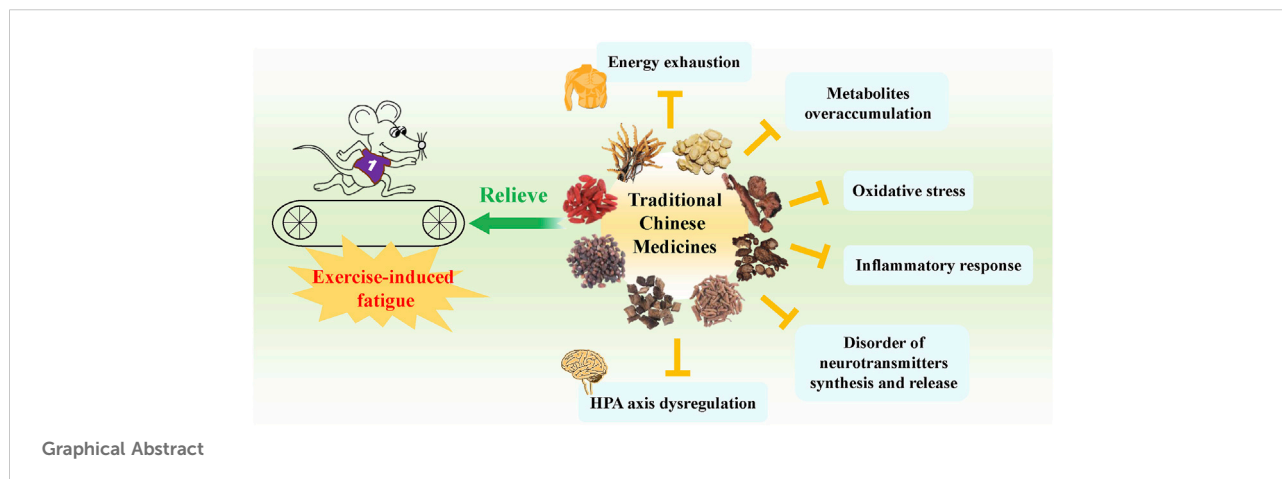 Energy exhaustion
Metabolites
overaccumulation
Relieve
Traditional
Chinese
Medicines
Oxidative stress
1
Exercise-induced
fatigue
Inflammatory response
Disorder of
neurotransmitters
synthesis and release
HPA axis dysregulation
Graphical Abstract